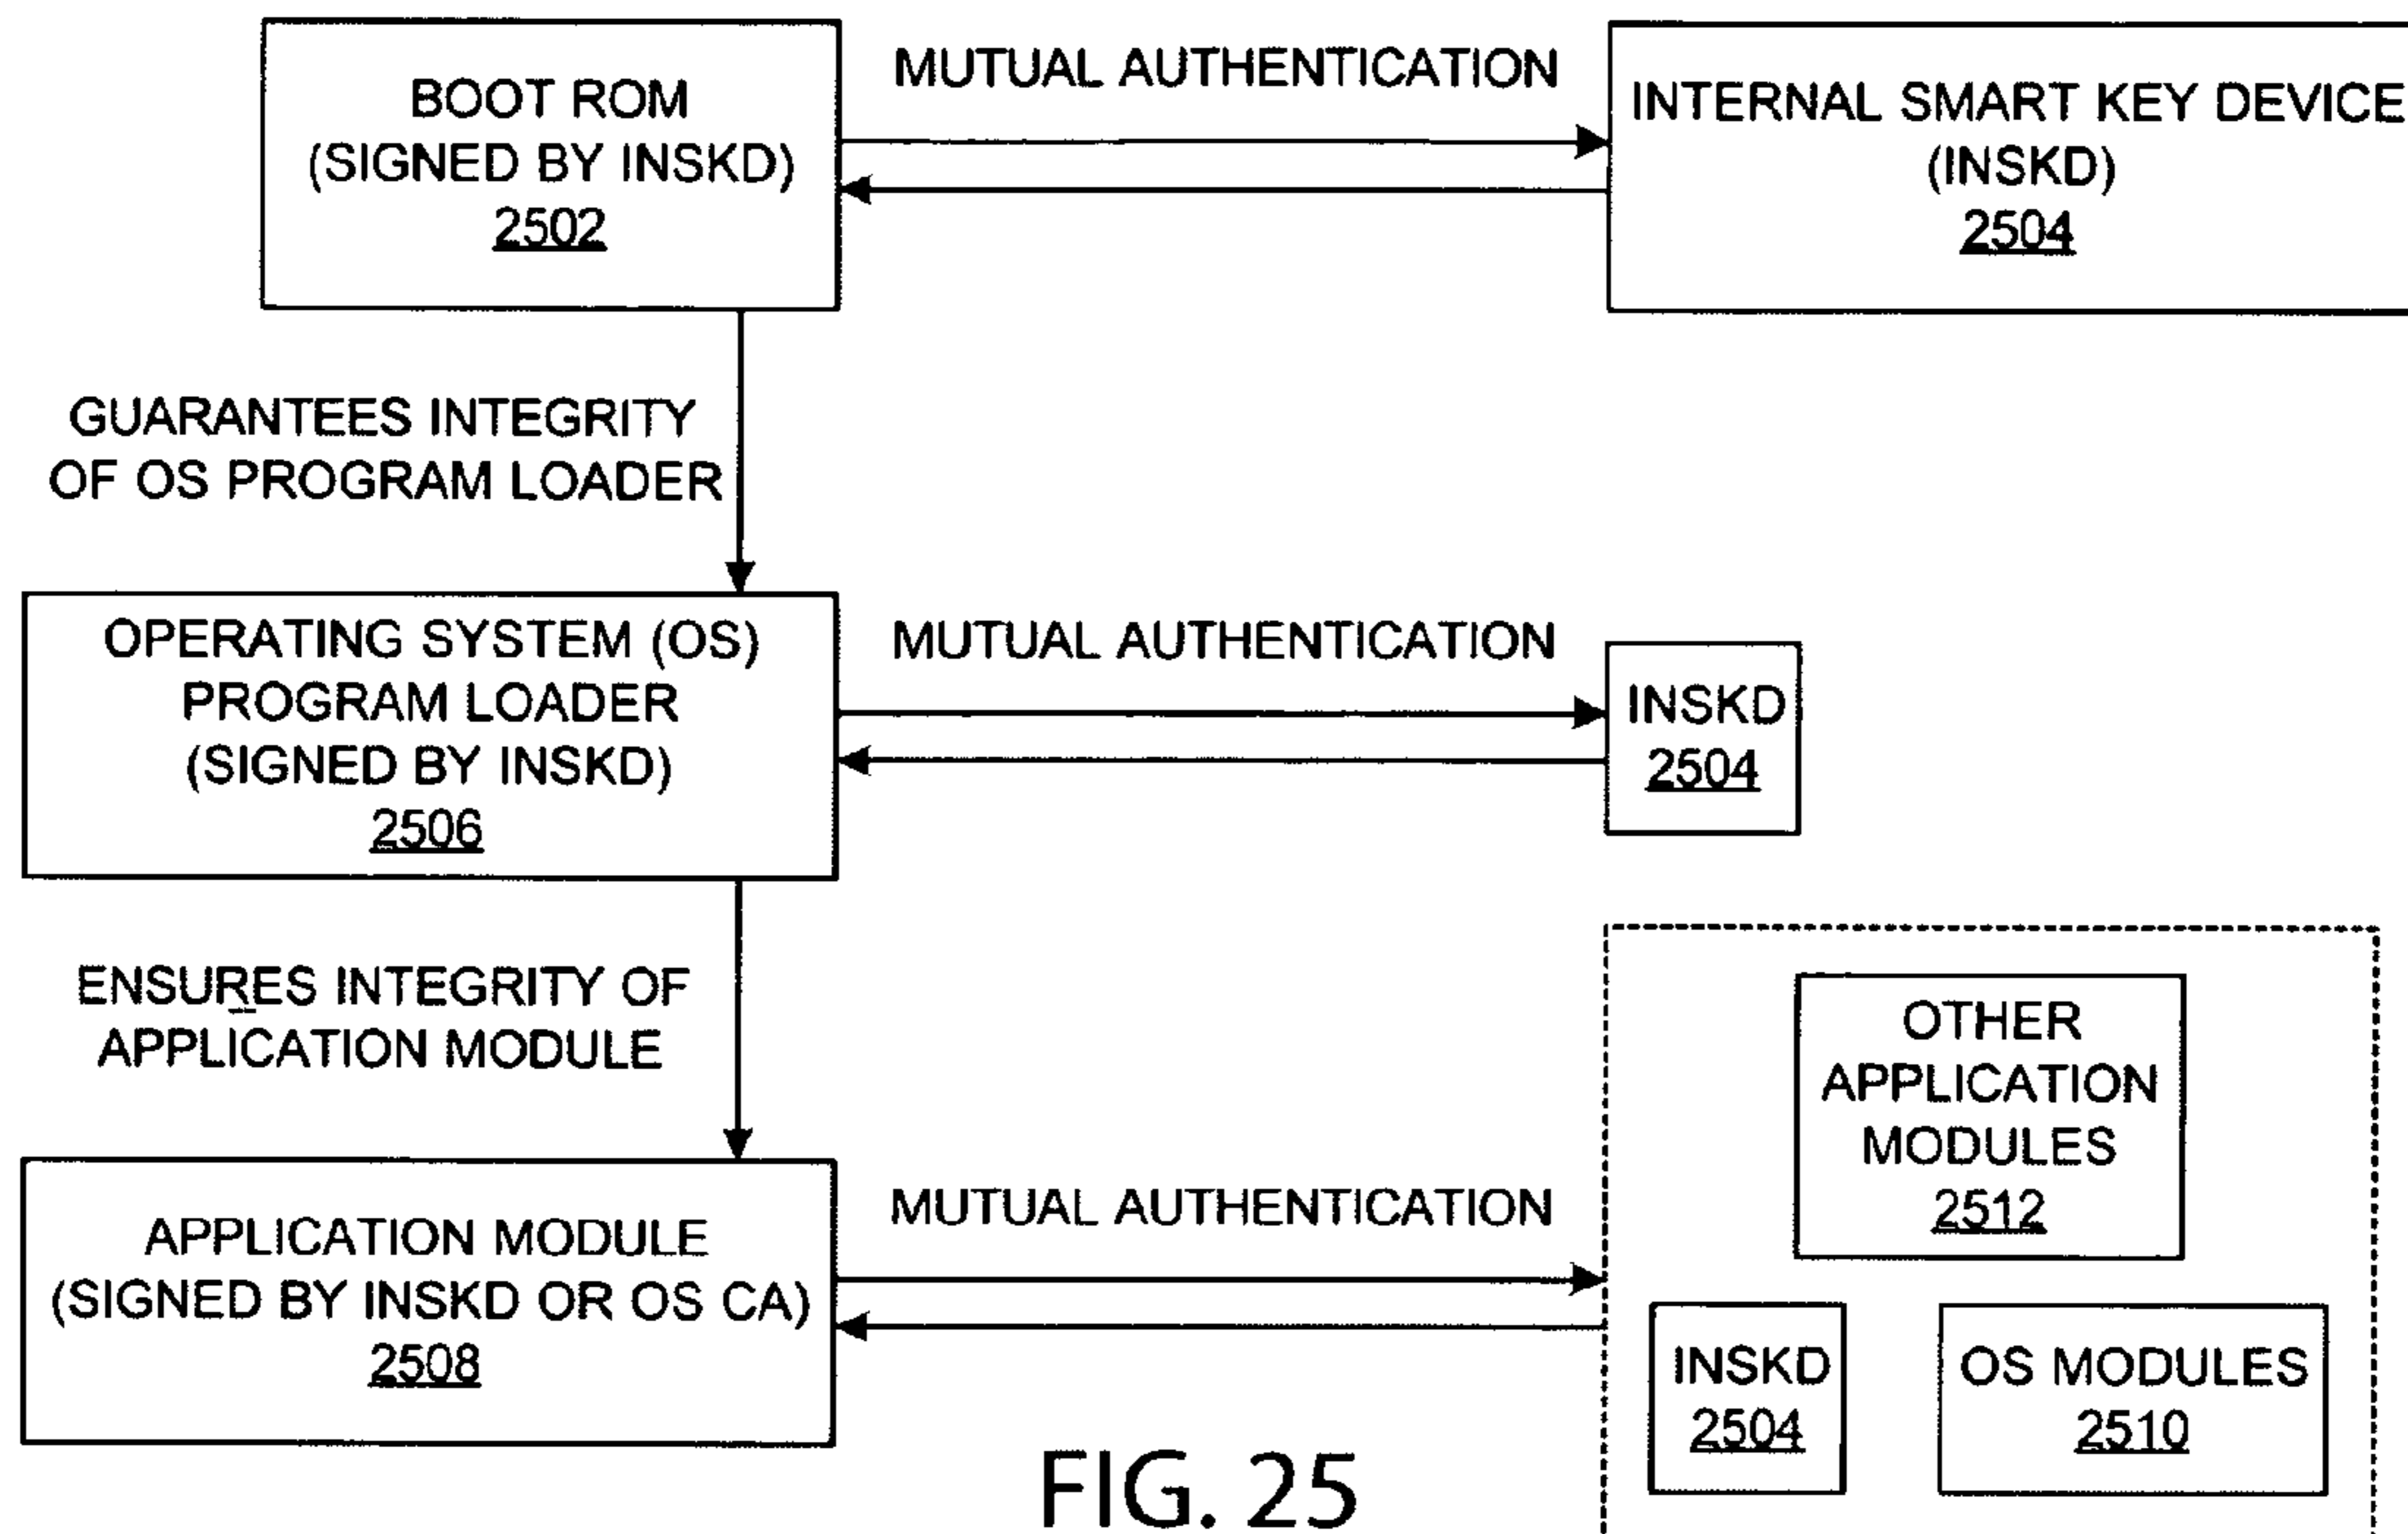 BOOT ROM
(SIGNED BY INSKD)
2502
MUTUAL AUTHENTICATION
INTERNAL SMART KEY DEVICE
(INSKD)
2504
GUARANTEES INTEGRITY
OF OS PROGRAM LOADER
OPERATING SYSTEM (OS)
PROGRAM LOADER
(SIGNED BY INSKD)
2506
MUTUAL AUTHENTICATION
INSKD
2504
ENSURES INTEGRITY OF
APPLICATION MODULE
APPLICATION MODULE
(SIGNED BY INSKD OR OS CA)
2508
MUTUAL AUTHENTICATION
OTHER
APPLICATION
MODULES
2512
INSKD
2504
OS MODULES
2510
FIG. 25